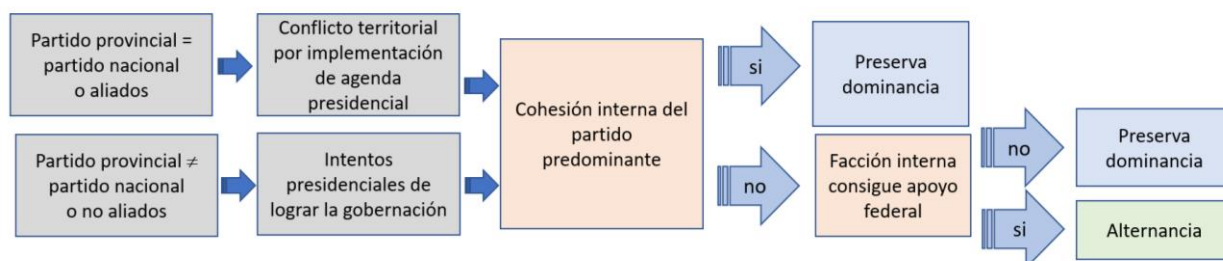 Partido provincial =
partido nacional
o aliados
Conflicto territorial
por implementación
de agenda
presidencial
Partido provincial ≠
partido nacional
o no aliados
Intentos
presidenciales de
lograr la gobernación
Cohesión interna del
partido
predominante
si
Preserva
dominancia
no
Facción interna
consigue apoyo
federal
no
Preserva
dominancia
si
Alternancia